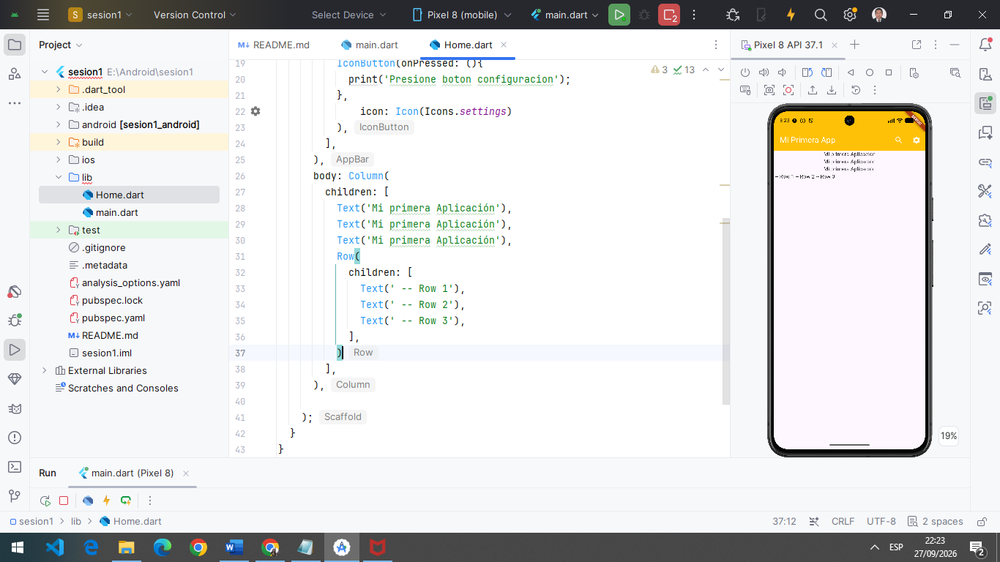 S sesion1
Version Control
Select Device
Pixel 8 (mobile)
main.dart
2
Project
README.md
main.dart
Home.dart
Pixel 8 API 37.1
sesion1 E:\Android\sesion1
.dart_tool
.idea
android [sesion1_android]
build
ios
lib
Home.dart
main.dart
test
.gitignore
.metadata
analysis_options.yaml
pubspec.lock
pubspec.yaml
README.md
sesion1.iml
External Libraries
Scratches and Consoles
3 13
19 IconButton(onPressed: (){
20 print('Presione boton configuracion');
21 },
22 icon: Icon(Icons.settings)
23 ), IconButton
24 ],
25 ), AppBar
26 body: Column(
27 children: [
28 Text('Mi primera Aplicación'),
29 Text('Mi primera Aplicación'),
30 Text('Mi primera Aplicación'),
31 Row(
32 children: [
33 Text(' -- Row 1'),
34 Text(' -- Row 2'),
35 Text(' -- Row 3'),
36 ],
37 ) Row
38 ],
39 ), Column
40
41 ); Scaffold
42 }
43 }
8:23
Mi Primera App
Mi primera Aplicación
Mi primera Aplicación
Mi primera Aplicación
-- Row 1 -- Row 2 -- Row 3
19%
Run
main.dart (Pixel 8)
sesion1 > lib > Home.dart
37:12
CRLF
UTF-8
2 spaces
ESP
22:23
27/09/2026
2